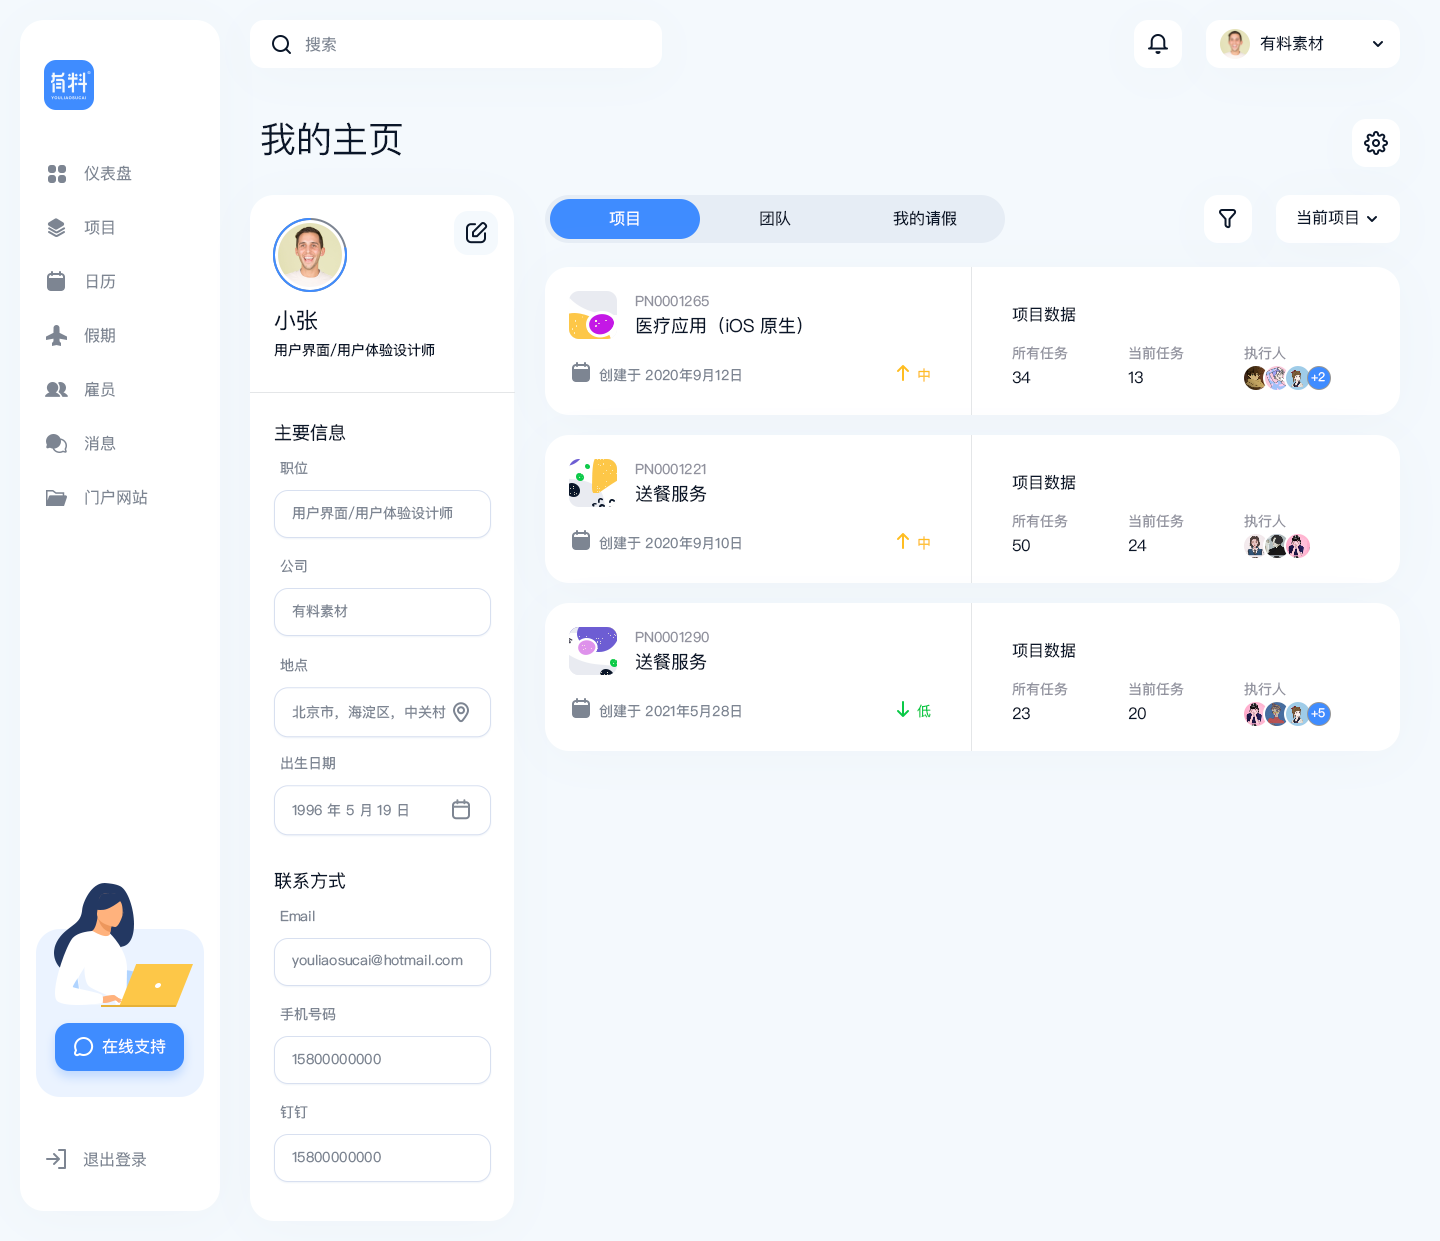 有料
YOULIAOSUCAI
仪表盘
项目
日历
假期
雇员
消息
门户网站
在线支持
退出登录
搜索
有料素材
我的主页
小张
用户界面/用户体验设计师
主要信息
职位
用户界面/用户体验设计师
公司
有料素材
地点
北京市，海淀区，中关村
出生日期
1996 年 5 月 19 日
联系方式
Email
youliaosucai@hotmail.com
手机号码
15800000000
钉钉
15800000000
项目 团队 我的请假
当前项目
PN0001265
医疗应用（iOS 原生）
创建于 2020年9月12日
中
项目数据
所有任务 当前任务 执行人
34 13 +2
PN0001221
送餐服务
创建于 2020年9月10日
中
项目数据
所有任务 当前任务 执行人
50 24
PN0001290
送餐服务
创建于 2021年5月28日
低
项目数据
所有任务 当前任务 执行人
23 20 +5